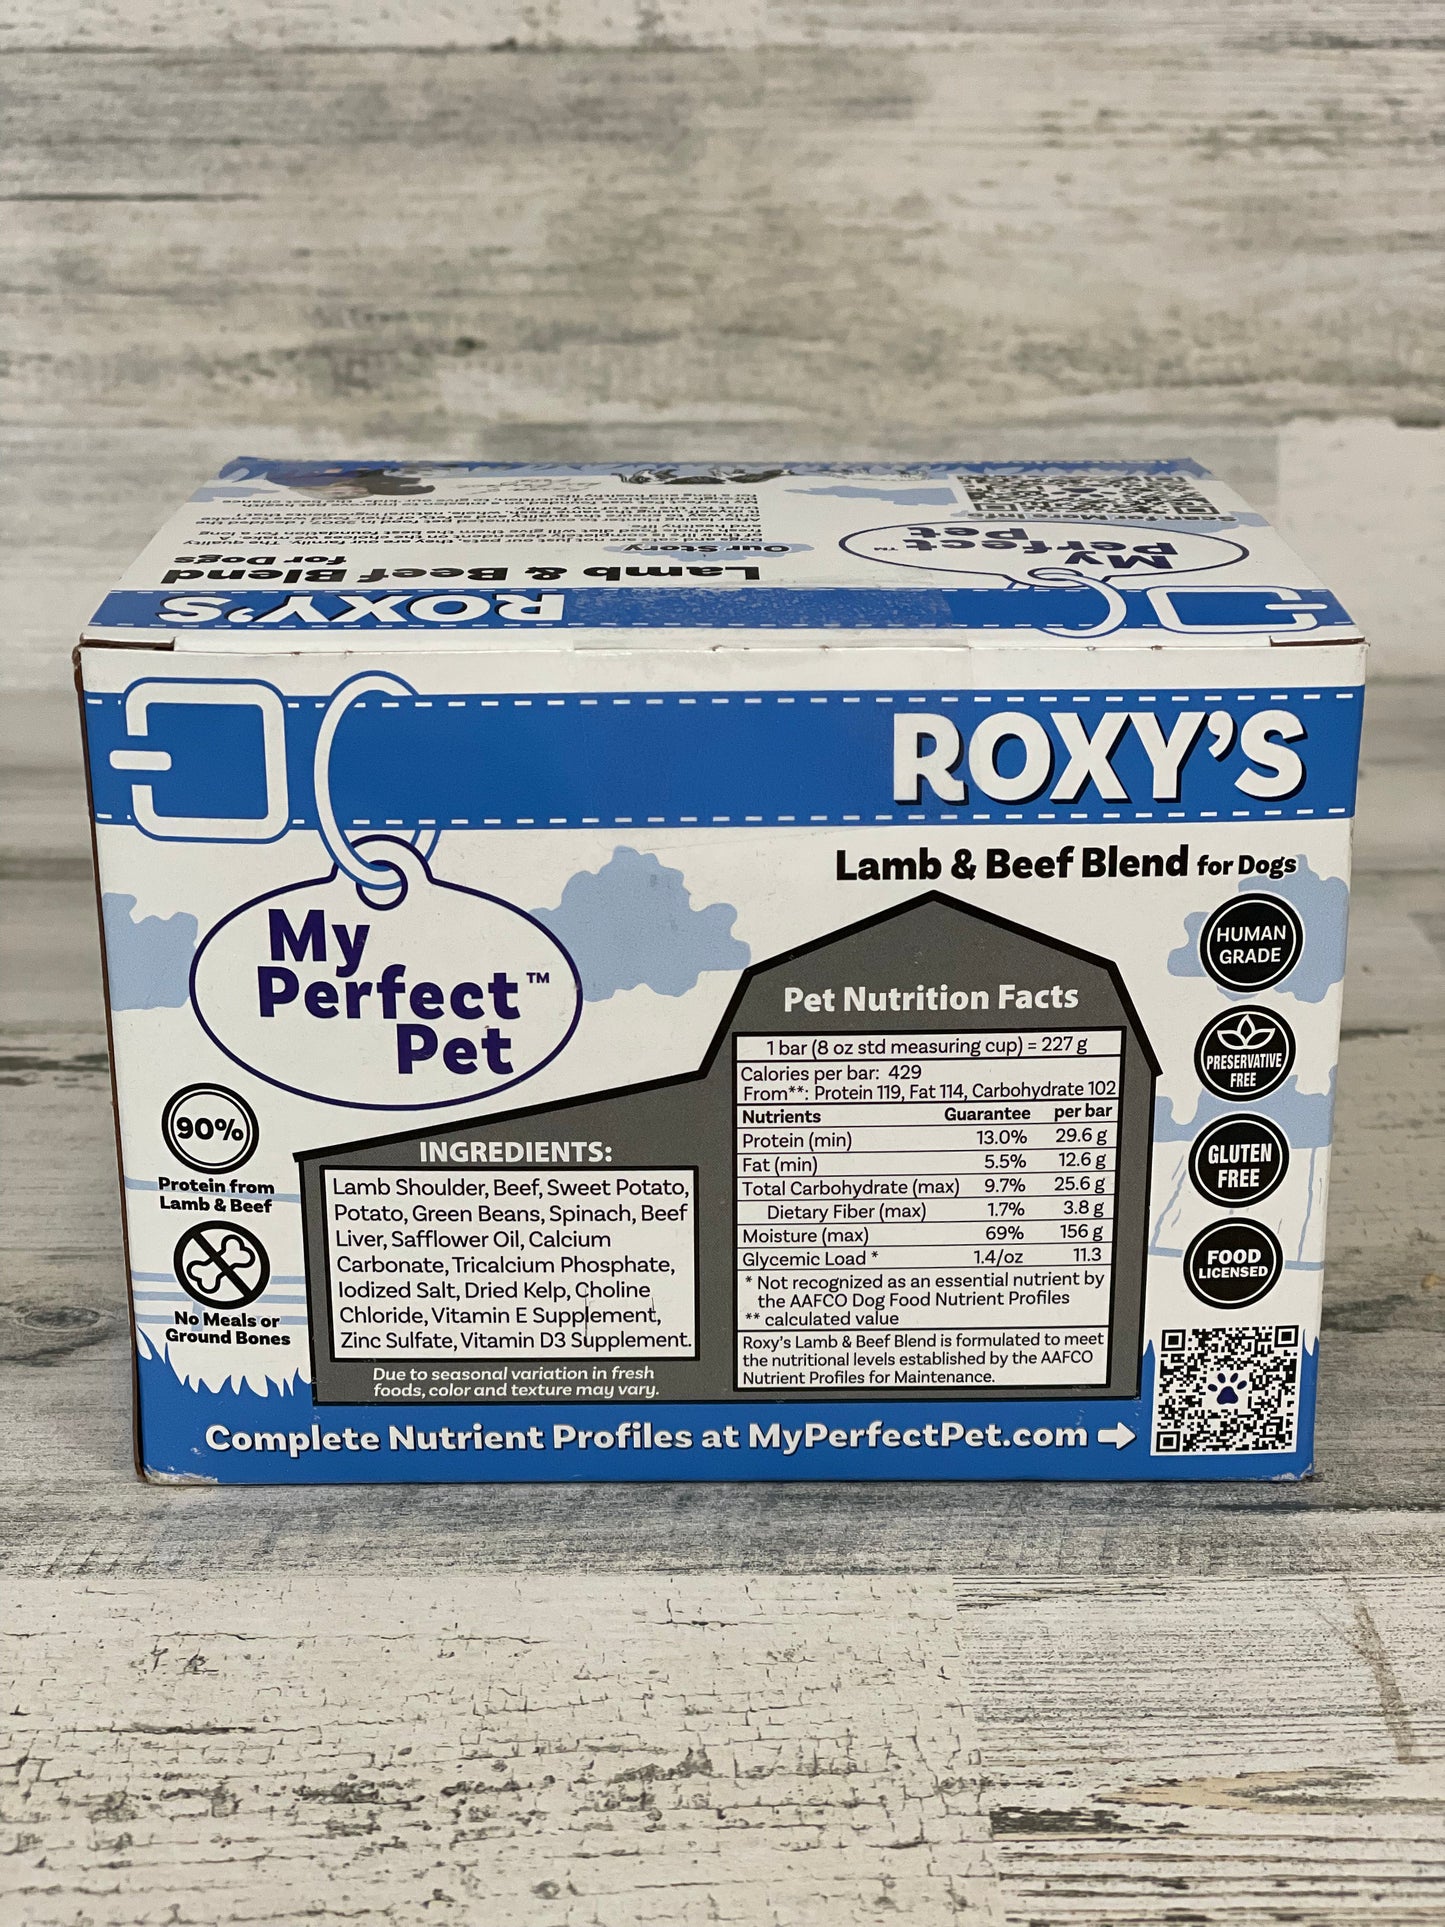 ROXY'S
Lamb & Beef Blend
for Dogs
Our Story
My
Perfect
Pet™
ROXY'S
Lamb & Beef Blend for Dogs
My
Perfect™
Pet
HUMAN
GRADE
PRESERVATIVE
FREE
GLUTEN
FREE
FOOD
LICENSED
90%
Protein from
Lamb & Beef
No Meals or
Ground Bones
INGREDIENTS:
Lamb Shoulder, Beef, Sweet Potato,
Potato, Green Beans, Spinach, Beef
Liver, Safflower Oil, Calcium
Carbonate, Tricalcium Phosphate,
Iodized Salt, Dried Kelp, Choline
Chloride, Vitamin E Supplement,
Zinc Sulfate, Vitamin D3 Supplement.
Due to seasonal variation in fresh
foods, color and texture may vary.
Pet Nutrition Facts
1 bar (8 oz std measuring cup) = 227 g
Calories per bar: 429
From**: Protein 119, Fat 114, Carbohydrate 102
Nutrients Guarantee per bar
Protein (min) 13.0% 29.6 g
Fat (min) 5.5% 12.6 g
Total Carbohydrate (max) 9.7% 25.6 g
Dietary Fiber (max) 1.7% 3.8 g
Moisture (max) 69% 156 g
Glycemic Load * 1.4/oz 11.3
* Not recognized as an essential nutrient by
the AAFCO Dog Food Nutrient Profiles
** calculated value
Roxy's Lamb & Beef Blend is formulated to meet
the nutritional levels established by the AAFCO
Nutrient Profiles for Maintenance.
Complete Nutrient Profiles at MyPerfectPet.com